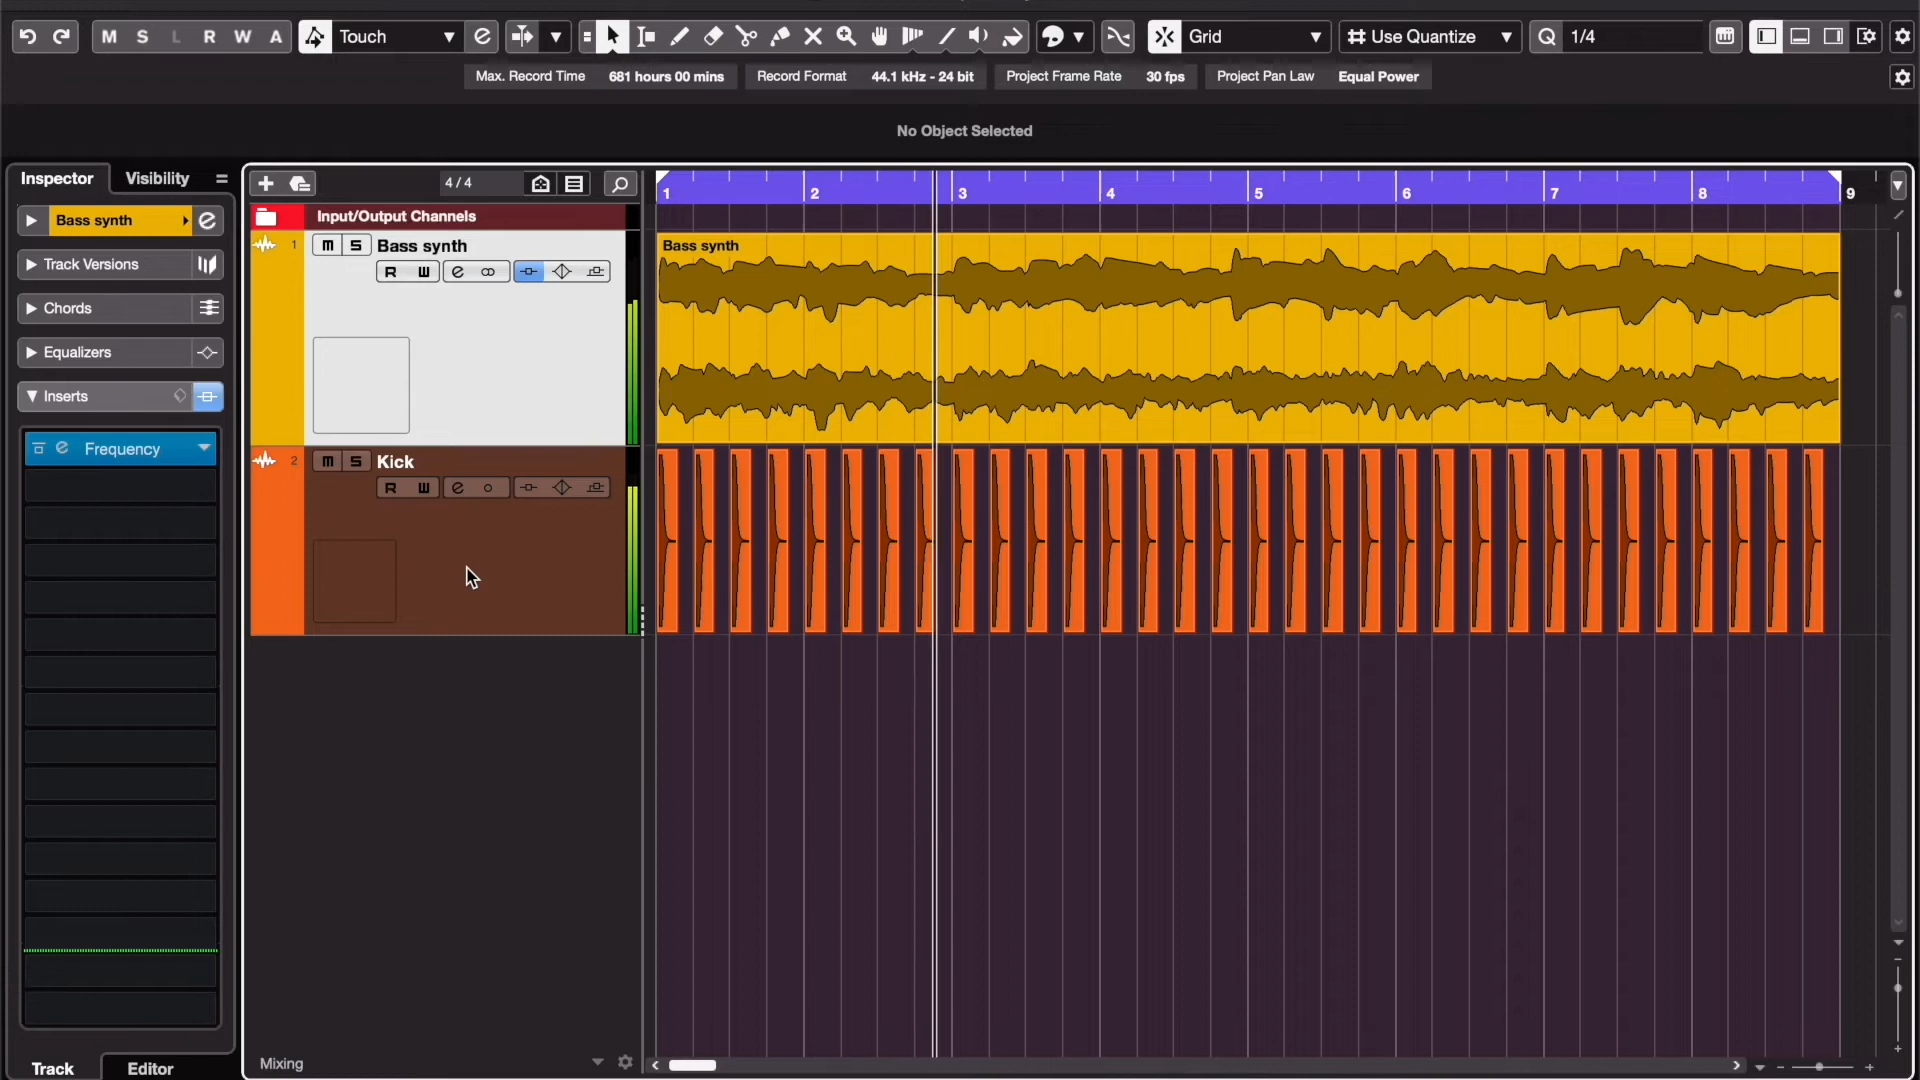 M S L R W A Touch Grid Use Quantize Q 1/4
Max. Record Time 681 hours 00 mins Record Format 44.1 kHz - 24 bit Project Frame Rate 30 fps Project Pan Law Equal Power
No Object Selected
Inspector Visibility
4 / 4
1 2 3 4 5 6 7 8 9
Bass synth e
Input/Output Channels
1 m S Bass synth
R W e
Bass synth
Track Versions
Chords
Equalizers
Inserts
e Frequency
2 m S Kick
R W e
Mixing
Track Editor